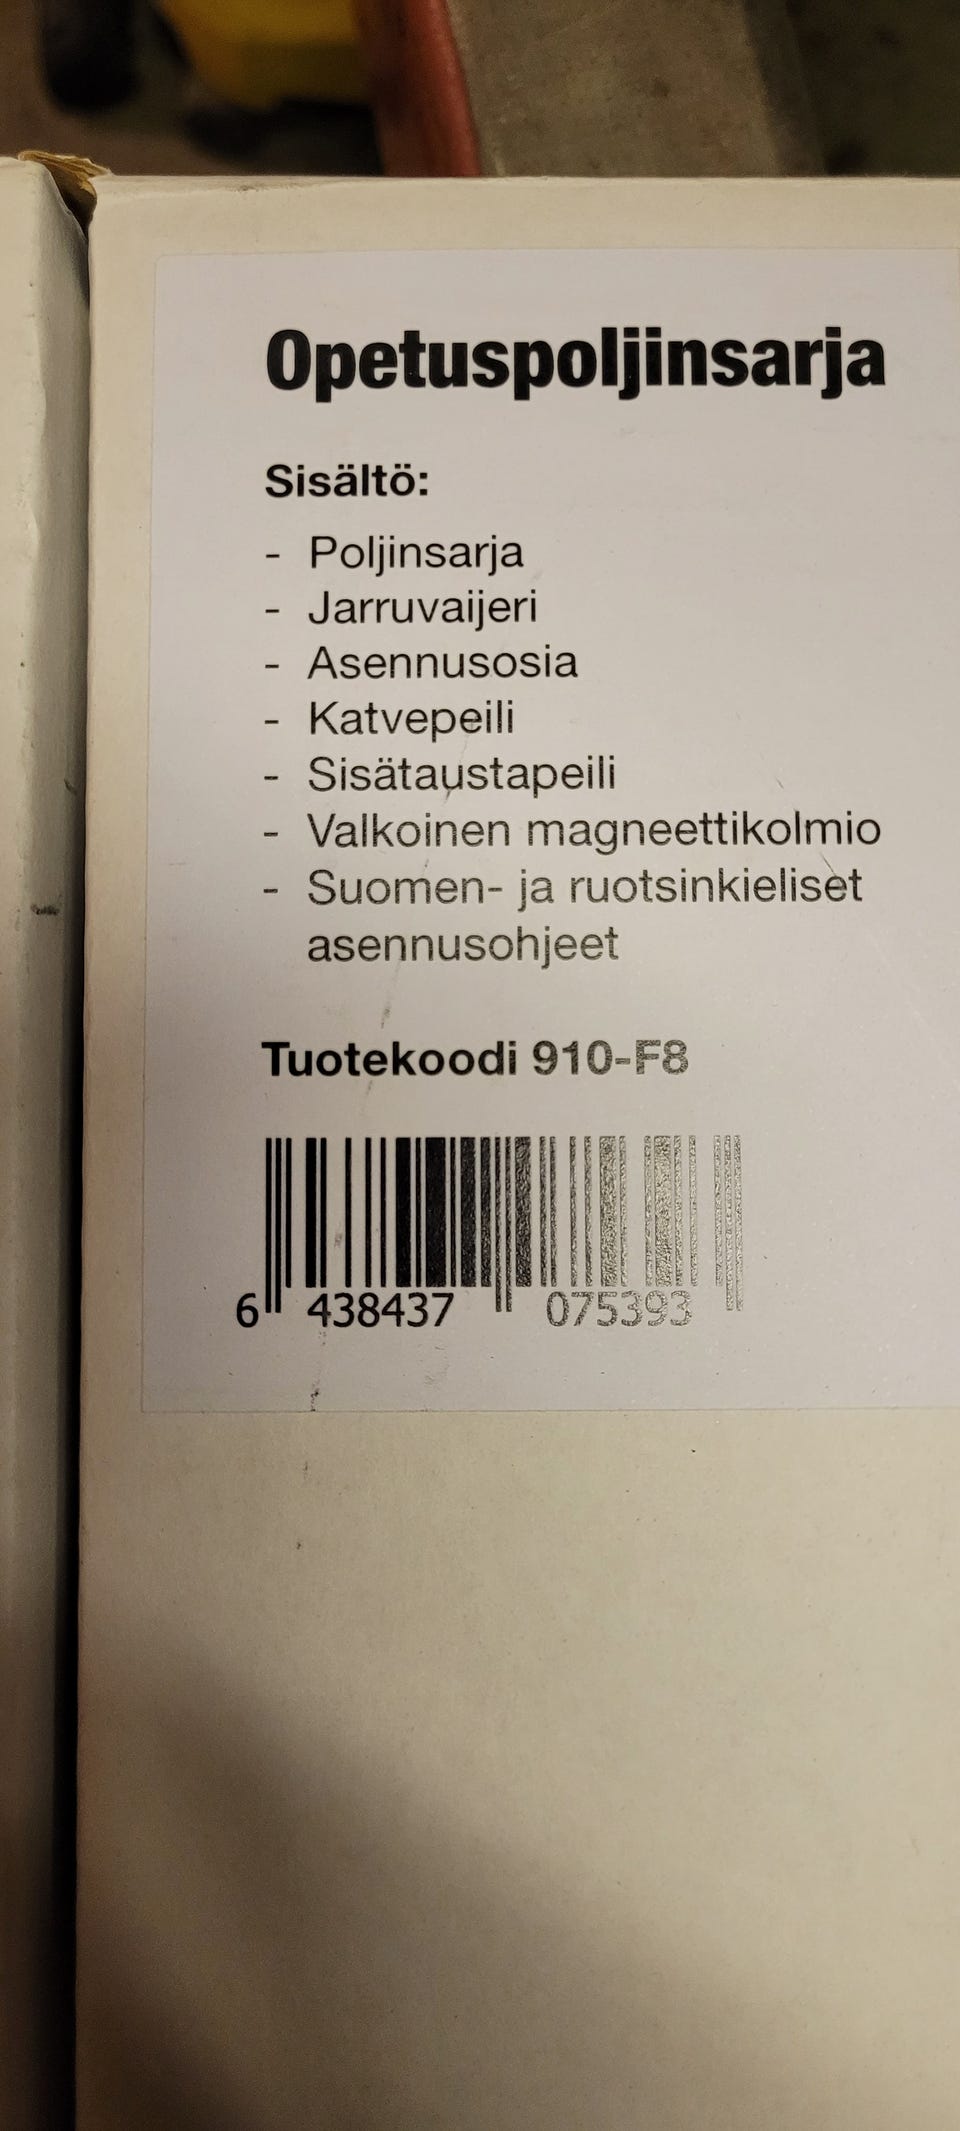 Opetuspoljinsarja
Sisältö:
- Poljinsarja
- Jarruvaijeri
- Asennusosia
- Katvepeili
- Sisätaustapeili
- Valkoinen magneettikolmio
- Suomen- ja ruotsinkieliset
asennusohjeet
Tuotekoodi 910-F8
6 438437 075393